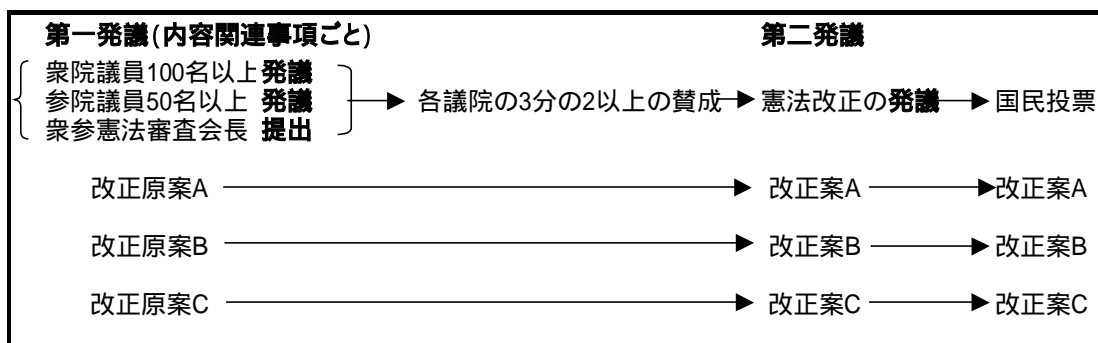 第一発議(内容関連事項ごと) 第二発議
衆院議員100名以上発議
参院議員50名以上 発議 各議院の3分の2以上の賛成 憲法改正の発議 国民投票
衆参憲法審査会長 提出
改正原案A 改正案A 改正案A
改正原案B 改正案B 改正案B
改正原案C 改正案C 改正案C